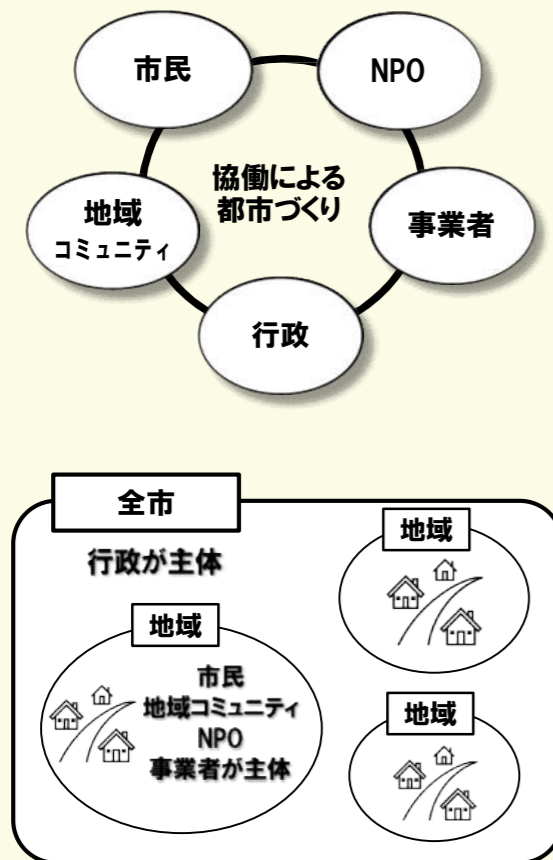 市民
NPO
協働による
都市づくり
地域
コミュニティ
事業者
行政
全市
行政が主体
地域
市民
地域コミュニティ
NPO
事業者が主体
地域
地域